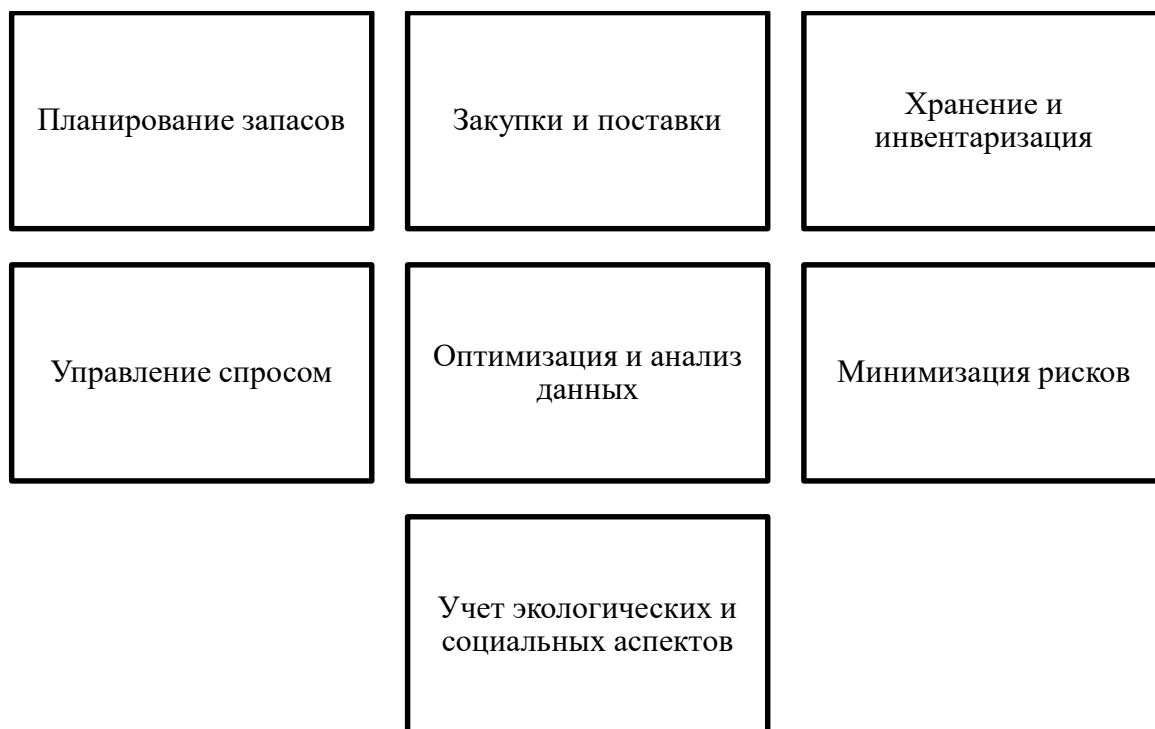 Планирование запасов
Закупки и поставки
Хранение и
инвентаризация
Управление спросом
Оптимизация и анализ
данных
Минимизация рисков
Учет экологических и
социальных аспектов